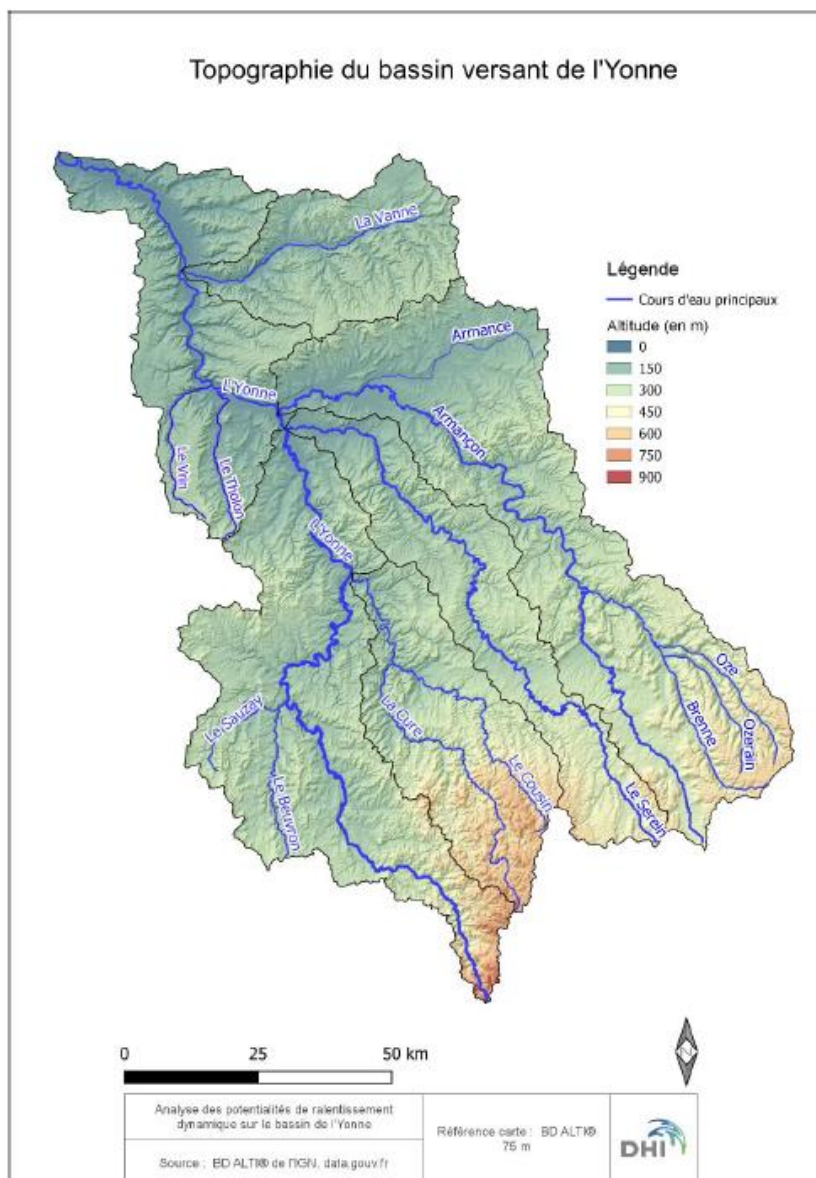 Topographie du bassin versant de l'Yonne
La Vanne
Légende
Cours d'eau principaux
Altitude (en m)
0
150
300
450
600
750
900
Armance
L'Yonne
Armançon
Le Vrin
Le Tholon
L'Yonne
Oze
Ozerain
Brenne
Le Sauzay
La Cure
Le Cousin
Le Serein
Le Beuvron
0 25 50 km
N
Analyse des potentialités de ralentissement
dynamique sur le bassin de l'Yonne
Référence carte : BD ALTI®
75 m
DHI
Source : BD ALTI® de l'IGN, data.gouv.fr